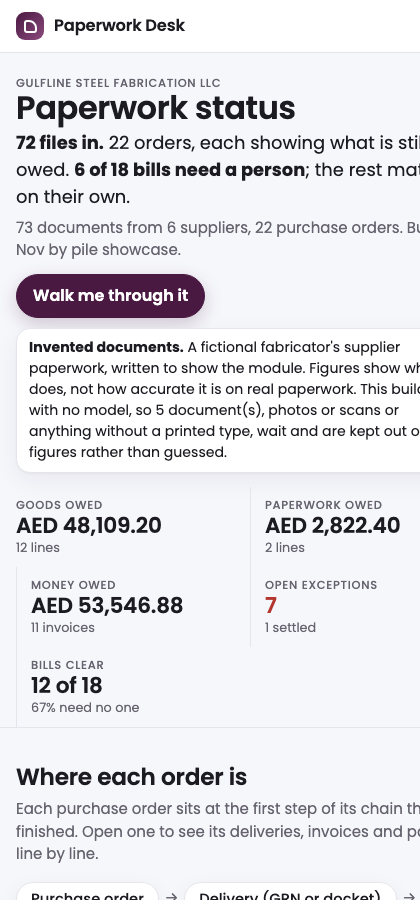 Paperwork Desk
GULFLINE STEEL FABRICATION LLC
Paperwork status
72 files in. 22 orders, each showing what is
owed. 6 of 18 bills need a person; the rest
on their own.
73 documents from 6 suppliers, 22 purchase orders.
Nov by pile showcase.
Walk me through it
Invented documents. A fictional fabricator's supplier
paperwork, written to show the module. Figures show
does, not how accurate it is on real paperwork. This
with no model, so 5 document(s), photos or scans or
anything without a printed type, wait and are kept out
figures rather than guessed.
GOODS OWED
AED 48,109.20
12 lines
PAPERWORK OWED
AED 2,822.40
2 lines
MONEY OWED
AED 53,546.88
11 invoices
OPEN EXCEPTIONS
7
1 settled
BILLS CLEAR
12 of 18
67% need no one
Where each order is
Each purchase order sits at the first step of its chain
finished. Open one to see its deliveries, invoices and
line by line.
Purchase order → Delivery (GRN or docket) →